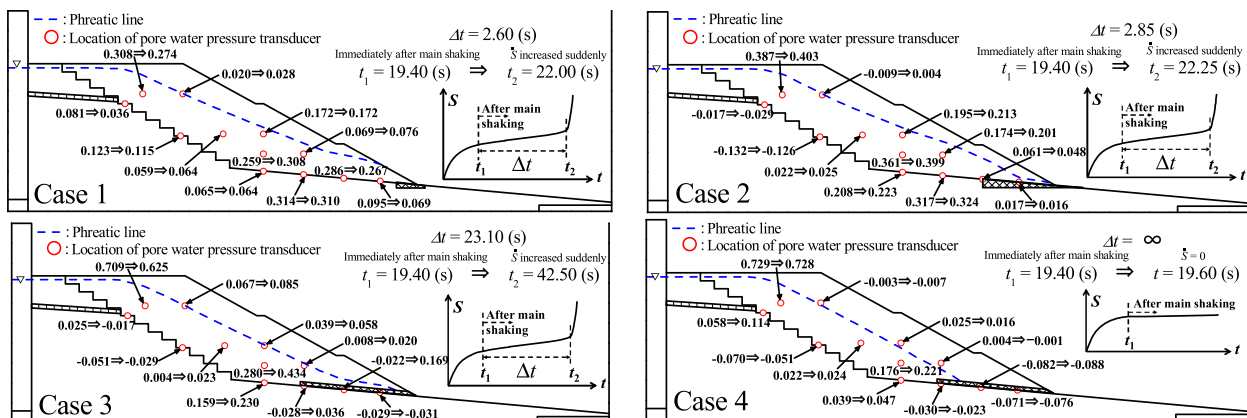 - - - : Phreatic line
: Location of pore water pressure transducer
0.308⇒0.274
0.020⇒0.028
0.081⇒0.036
0.172⇒0.172
0.069⇒0.076
0.123⇒0.115
0.059⇒0.064
0.259⇒0.308
0.286⇒0.267
0.065⇒0.064
0.314⇒0.310
0.095⇒0.069
Δt = 2.60 (s)
Immediately after main shaking
S̈ increased suddenly
t1 = 19.40 (s) ⇒ t2 = 22.00 (s)
S
After main
shaking
Δt
t1
t2
t
Case 1
- - - : Phreatic line
: Location of pore water pressure transducer
0.387⇒0.403
-0.009⇒0.004
-0.017⇒-0.029
0.195⇒0.213
0.174⇒0.201
-0.132⇒-0.126
0.061⇒0.048
0.022⇒0.025
0.361⇒0.399
0.208⇒0.223
0.317⇒0.324
0.017⇒0.016
Δt = 2.85 (s)
Immediately after main shaking
S̈ increased suddenly
t1 = 19.40 (s) ⇒ t2 = 22.25 (s)
S
After main
shaking
Δt
t1
t2
t
Case 2
- - - : Phreatic line
: Location of pore water pressure transducer
0.709⇒0.625
0.067⇒0.085
0.025⇒-0.017
0.039⇒0.058
0.008⇒0.020
-0.051⇒-0.029
-0.022⇒0.169
0.004⇒0.023
0.280⇒0.434
0.159⇒0.230
-0.028⇒0.036
-0.029⇒-0.031
Δt = 23.10 (s)
Immediately after main shaking
S̈ increased suddenly
t1 = 19.40 (s) ⇒ t2 = 42.50 (s)
S
After main
shaking
Δt
t1
t2
t
Case 3
- - - : Phreatic line
: Location of pore water pressure transducer
0.729⇒0.728
-0.003⇒-0.007
0.058⇒0.114
0.025⇒0.016
0.004⇒−0.001
-0.070⇒-0.051
-0.082⇒-0.088
0.022⇒0.024
0.176⇒0.221
0.039⇒0.047
-0.030⇒-0.023
-0.071⇒-0.076
Δt = ∞
Immediately after main shaking
S̈ = 0
t1 = 19.40 (s) ⇒ t = 19.60 (s)
S
After main shaking
t1
t
Case 4